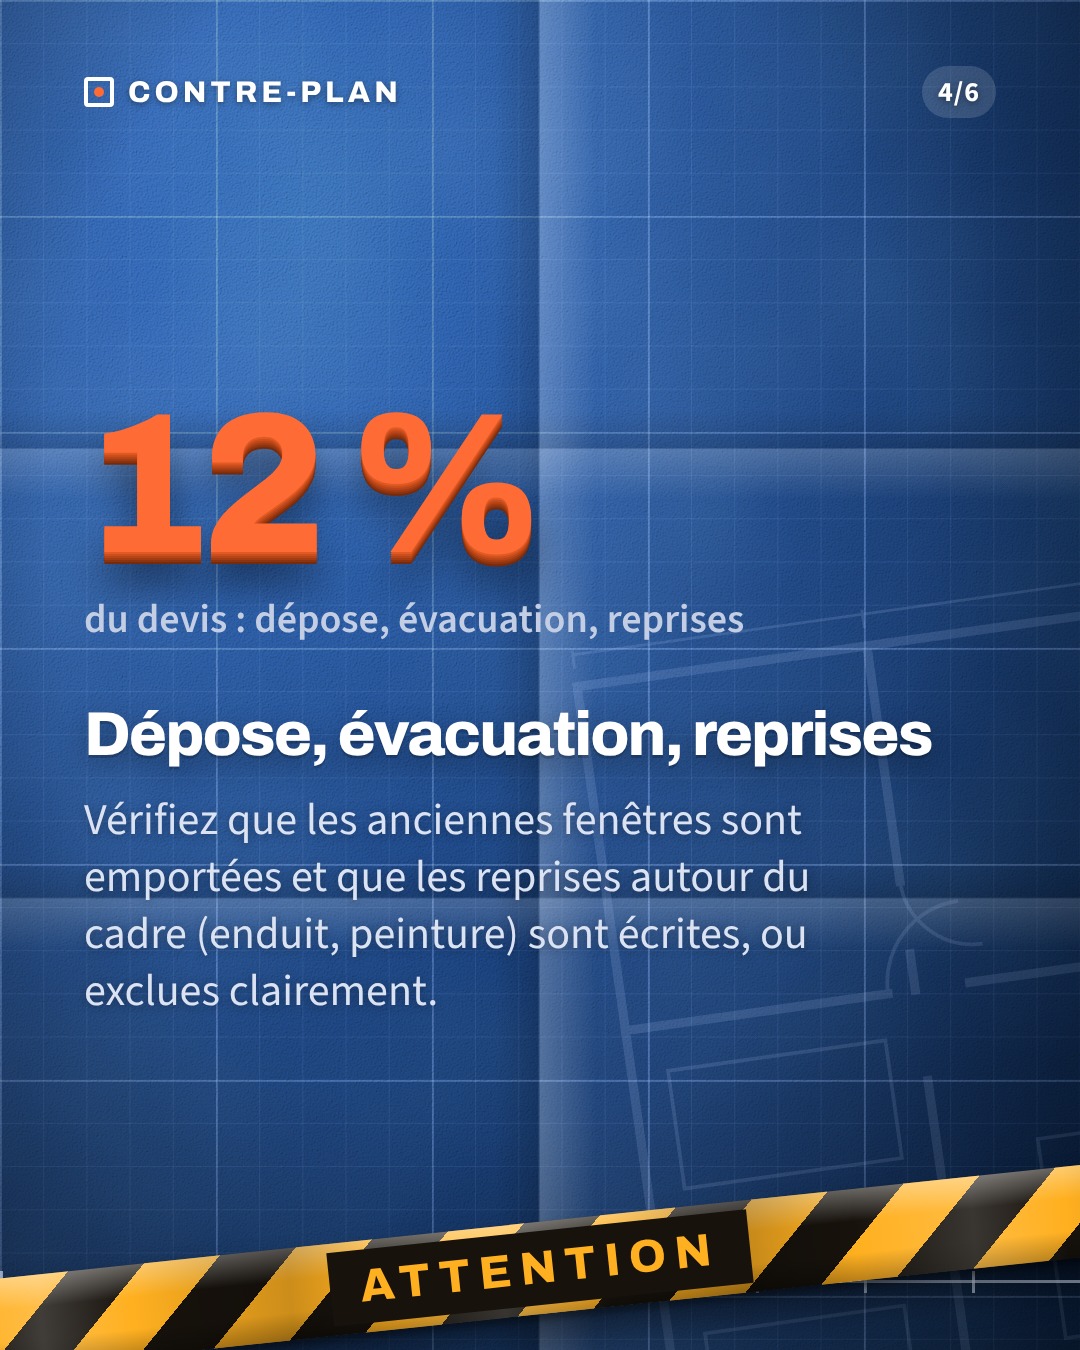 CONTRE-PLAN
4/6
12 %
du devis : dépose, évacuation, reprises
Dépose, évacuation, reprises
Vérifiez que les anciennes fenêtres sont
emportées et que les reprises autour du
cadre (enduit, peinture) sont écrites, ou
exclues clairement.
ATTENTION